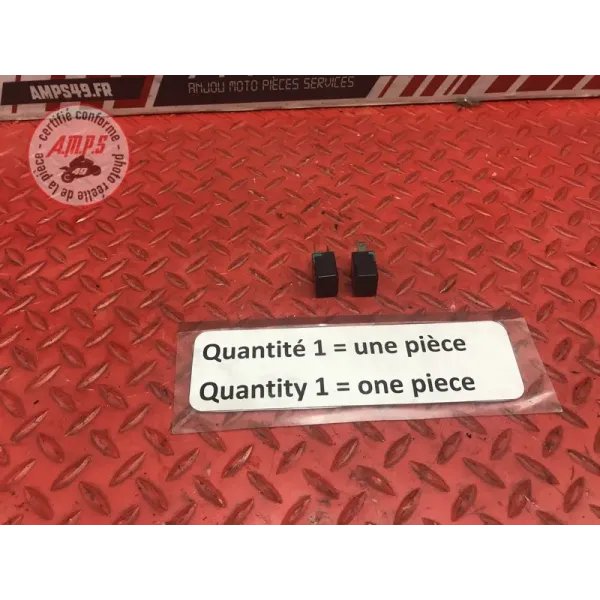 AMPS49.FR
ANJOU MOTO PIÈCES SERVICES
certifié conforme
A.M.P.S
49
photo réelle de la pièce
Quantité 1 = une pièce
Quantity 1 = one piece